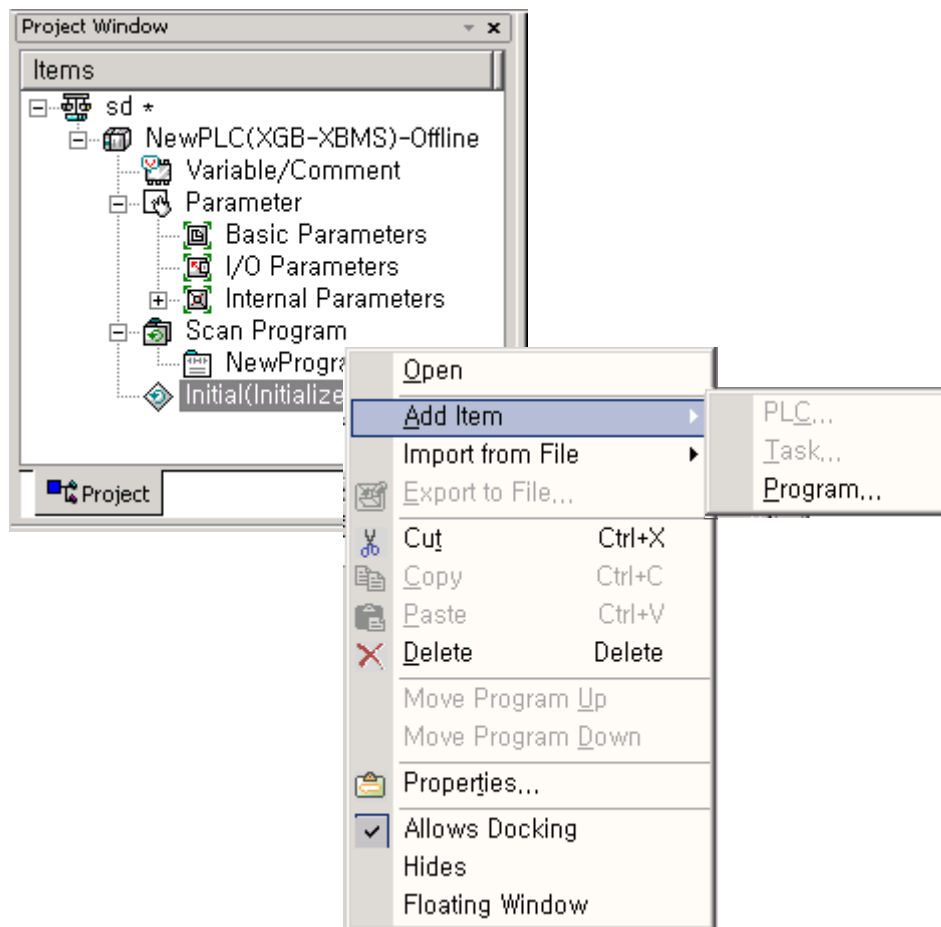 Project Window
Items
sd *
NewPLC(XGB-XBMS)-Offline
Variable/Comment
Parameter
Basic Parameters
I/O Parameters
Internal Parameters
Scan Program
NewProgra
Initial(Initialize
Project
Open
Add Item
Import from File
Export to File...
Cut Ctrl+X
Copy Ctrl+C
Paste Ctrl+V
Delete Delete
Move Program Up
Move Program Down
Properties...
Allows Docking
Hides
Floating Window
PLC...
Task...
Program...